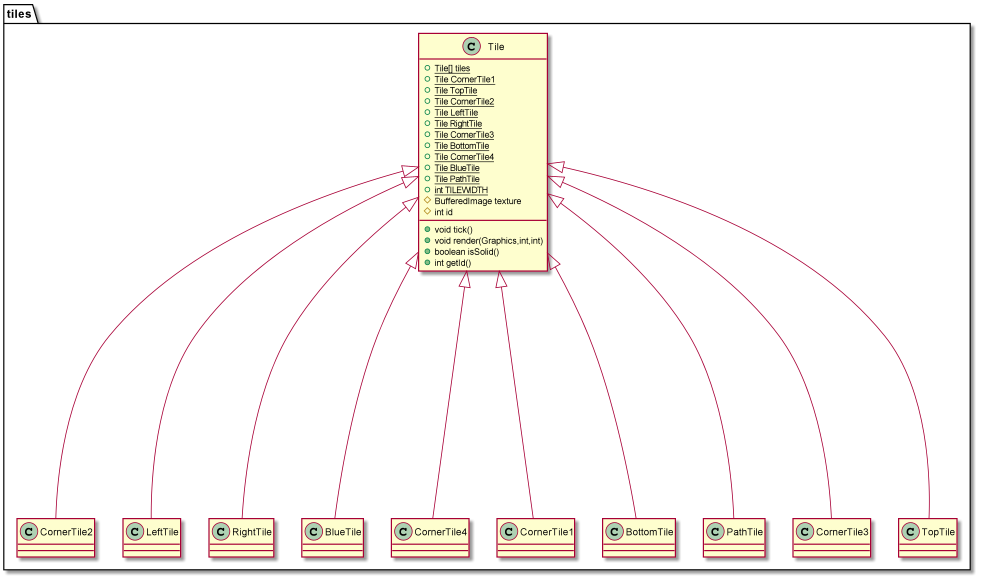 tiles
C Tile
Tile[] tiles
Tile CornerTile1
Tile TopTile
Tile CornerTile2
Tile LeftTile
Tile RightTile
Tile CornerTile3
Tile BottomTile
Tile CornerTile4
Tile BlueTile
Tile PathTile
int TILEWIDTH
BufferedImage texture
int id
void tick()
void render(Graphics,int,int)
boolean isSolid()
int getId()
C CornerTile2
C LeftTile
C RightTile
C BlueTile
C CornerTile4
C CornerTile1
C BottomTile
C PathTile
C CornerTile3
C TopTile